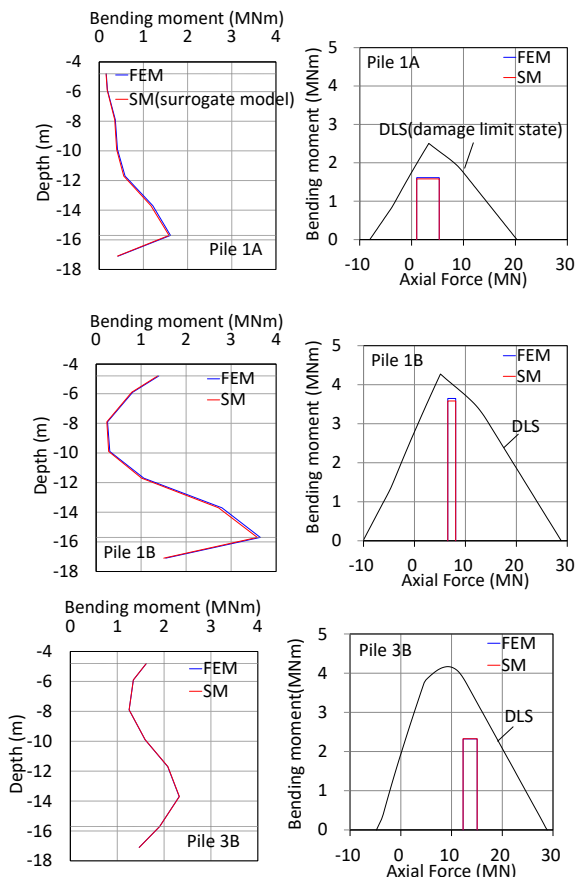 Bending moment (MNm)
0 1 2 3 4
-4
-6
-8
-10
-12
-14
-16
-18
Depth (m)
FEM
SM(surrogate model)
Pile 1A
5
4
3
2
1
0
Bending moment (MNm)
Pile 1A
FEM
SM
DLS(damage limit state)
-10 0 10 20 30
Axial Force (MN)
Bending moment (MNm)
0 1 2 3 4
-4
-6
-8
-10
-12
-14
-16
-18
Depth (m)
FEM
SM
Pile 1B
5
4
3
2
1
0
Bending moment (MNm)
Pile 1B
FEM
SM
DLS
-10 0 10 20 30
Axial Force (MN)
Bending moment (MNm)
0 1 2 3 4
-4
-6
-8
-10
-12
-14
-16
-18
Depth (m)
FEM
SM
Pile 3B
5
4
3
2
1
0
Bending moment(MNm)
Pile 3B
FEM
SM
DLS
-10 0 10 20 30
Axial Force (MN)